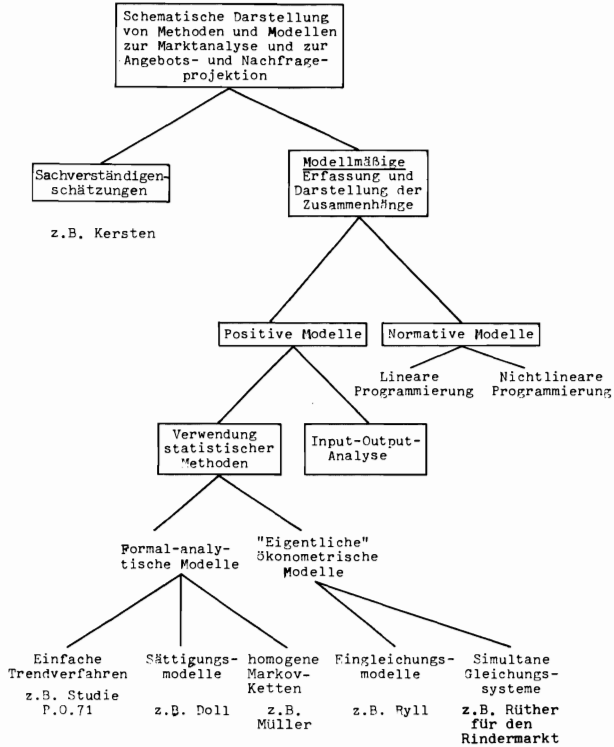 Schematische Darstellung
von Methoden und Modellen
zur Marktanalyse und zur
Angebots- und Nachfrage-
projektion
Sachverständigen-
schätzungen
z.B. Kersten
Modellmäßige
Erfassung und
Darstellung der
Zusammenhänge
Positive Modelle
Normative Modelle
Lineare
Programmierung
Nichtlineare
Programmierung
Verwendung
statistischer
Methoden
Input-Output-
Analyse
Formal-analy-
tische Modelle
"Eigentliche"
ökonometrische
Modelle
Einfache
Trendverfahren
z.B. Studie
P.O.71
Sättigungs-
modelle
z.B. Doll
homogene
Markov-
Ketten
z.B.
Müller
Eingleichungs-
modelle
z.B. Ryll
Simultane
Gleichungs-
systeme
z.B. Rüther
für den
Rindermarkt